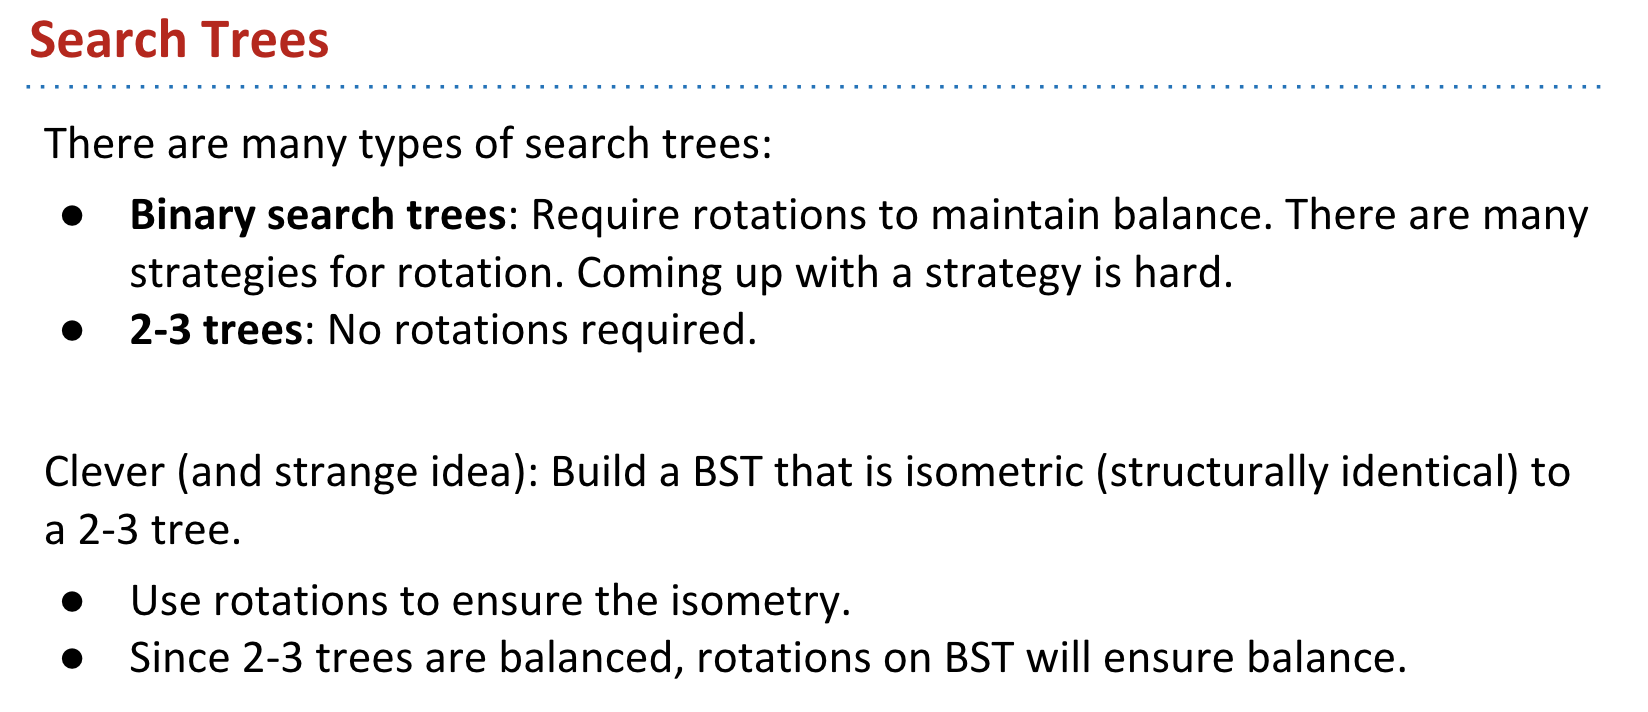 Search Trees
There are many types of search trees:
● Binary search trees: Require rotations to maintain balance. There are many
strategies for rotation. Coming up with a strategy is hard.
● 2-3 trees: No rotations required.
Clever (and strange idea): Build a BST that is isometric (structurally identical) to
a 2-3 tree.
● Use rotations to ensure the isometry.
● Since 2-3 trees are balanced, rotations on BST will ensure balance.